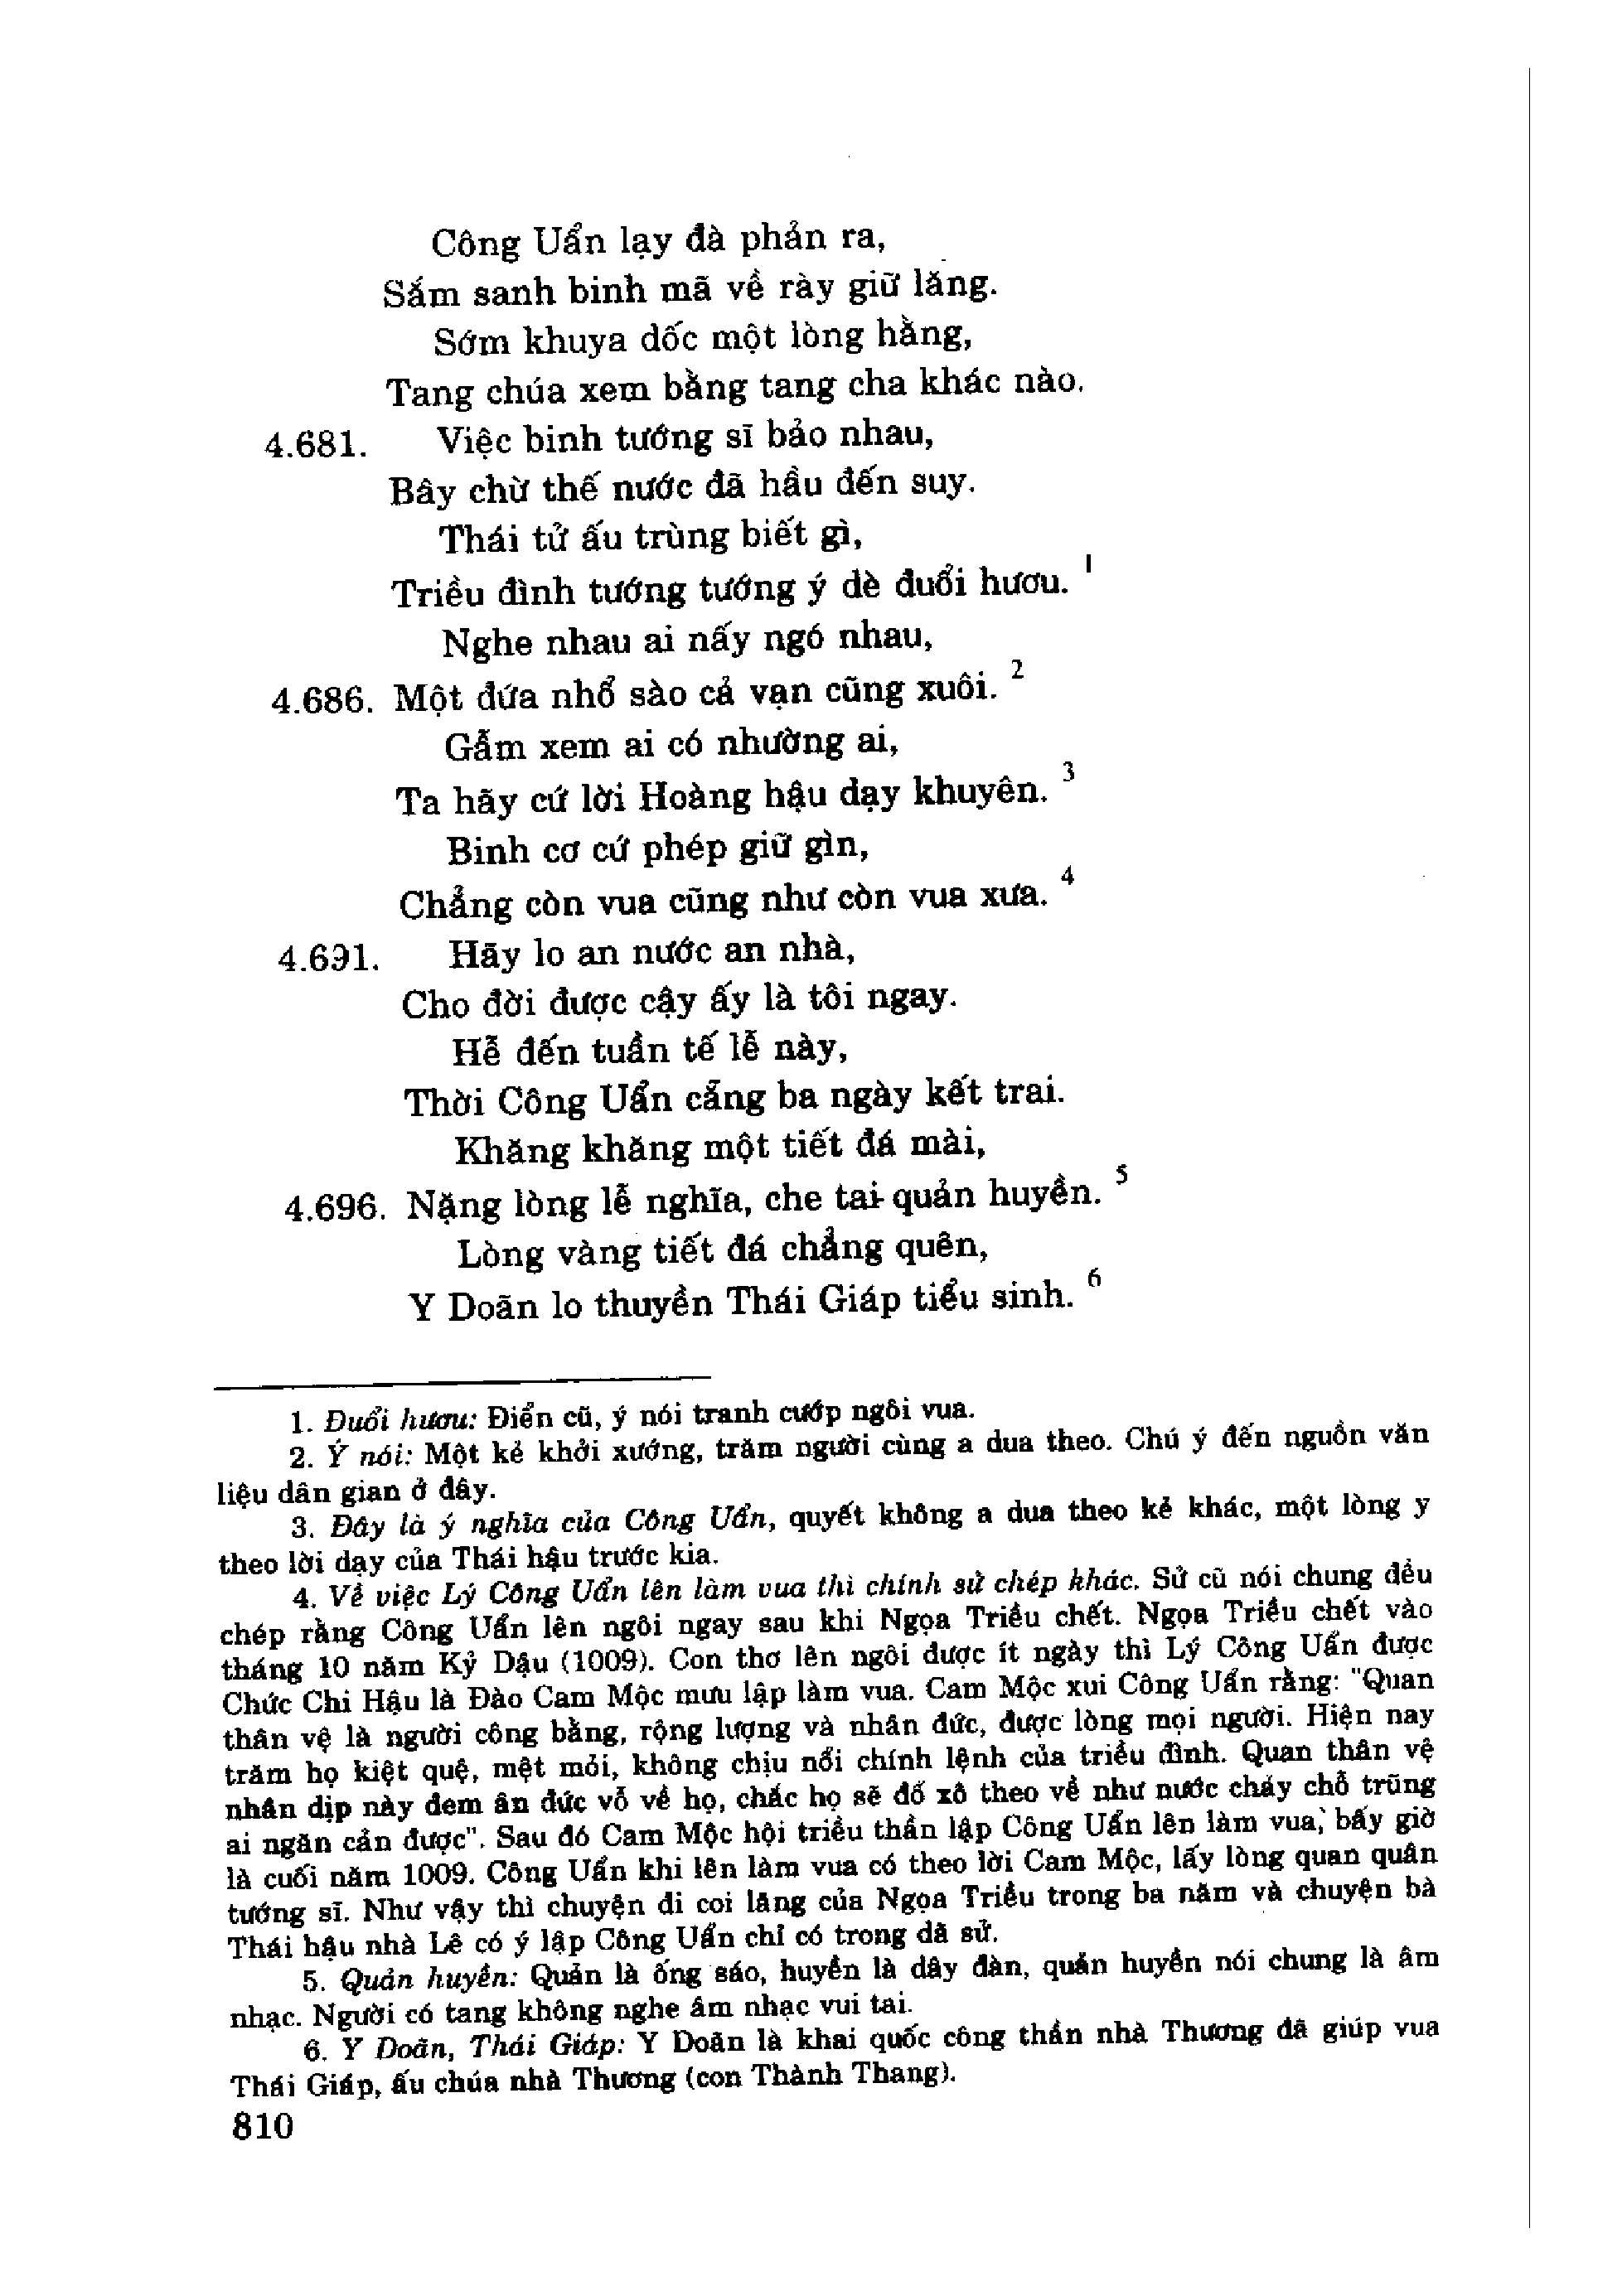 Công Uẩn lạy đà phản ra,
Sắm sanh binh mã về rày giữ lăng.
Sớm khuya dốc một lòng hằng,
Tang chúa xem bằng tang cha khác nào.
4.681. Việc binh tướng sĩ bảo nhau,
Bây chừ thế nước đã hầu đến suy.
Thái tử ấu trùng biết gì,
Triều đình tướng tướng ý dè đuổi hươu. 1
Nghe nhau ai nấy ngó nhau,
4.686. Một đứa nhổ sào cả vạn cũng xuôi. 2
Gẫm xem ai có nhường ai,
Ta hãy cứ lời Hoàng hậu dạy khuyên. 3
Binh cơ cứ phép giữ gìn,
Chẳng còn vua cũng như còn vua xưa. 4
4.691. Hãy lo an nước an nhà,
Cho đời được cậy ấy là tôi ngay.
Hễ đến tuần tế lễ này,
Thời Công Uẩn cẵng ba ngày kết trai.
Khăng khăng một tiết đá mài,
4.696. Nặng lòng lễ nghĩa, che tai quản huyền. 5
Lòng vàng tiết đá chẳng quên,
Y Doãn lo thuyền Thái Giáp tiểu sinh. 6
1. Đuổi hươu: Điển cũ, ý nói tranh cướp ngôi vua.
2. Ý nói: Một kẻ khởi xướng, trăm người cùng a dua theo. Chú ý đến nguồn văn
liệu dân gian ở đây.
3. Đây là ý nghĩa của Công Uẩn, quyết không a dua theo kẻ khác, một lòng y
theo lời dạy của Thái hậu trước kia.
4. Về việc Lý Công Uẩn lên làm vua thì chính sử chép khác. Sử cũ nói chung đều
chép rằng Công Uẩn lên ngôi ngay sau khi Ngọa Triều chết. Ngọa Triều chết vào
tháng 10 năm Kỷ Dậu (1009). Con thơ lên ngôi được ít ngày thì Lý Công Uẩn được
Chức Chi Hậu là Đào Cam Mộc mưu lập làm vua. Cam Mộc xui Công Uẩn rằng: "Quan
thân vệ là người công bằng, rộng lượng và nhân đức, được lòng mọi người. Hiện nay
trăm họ kiệt quệ, mệt mỏi, không chịu nổi chính lệnh của triều đình. Quan thân vệ
nhân dịp này đem ân đức vỗ về họ, chắc họ sẽ đổ xô theo về như nước chảy chỗ trũng
ai ngăn cản được". Sau đó Cam Mộc hội triều thần lập Công Uẩn lên làm vua, bấy giờ
là cuối năm 1009. Công Uẩn khi lên làm vua có theo lời Cam Mộc, lấy lòng quan quân
tướng sĩ. Như vậy thì chuyện đi coi lăng của Ngọa Triều trong ba năm và chuyện bà
Thái hậu nhà Lê có ý lập Công Uẩn chỉ có trong dã sử.
5. Quản huyền: Quản là ống sáo, huyền là dây đàn, quản huyền nói chung là âm
nhạc. Người có tang không nghe âm nhạc vui tai.
6. Y Doãn, Thái Giáp: Y Doãn là khai quốc công thần nhà Thương đã giúp vua
Thái Giáp, ấu chúa nhà Thương (con Thành Thang).
810